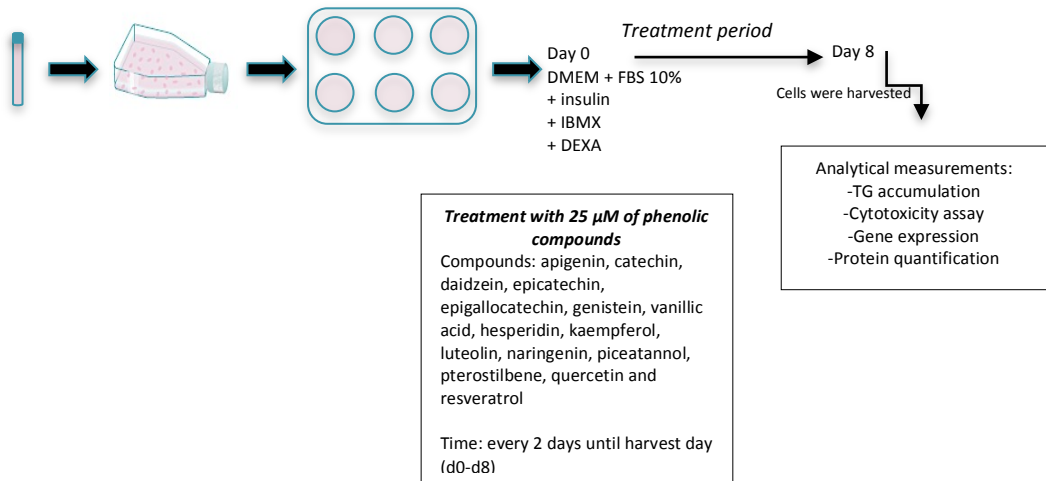 Treatment period
Day 0
DMEM + FBS 10%
+ insulin
+ IBMX
+ DEXA
Day 8
Cells were harvested
Analytical measurements:
-TG accumulation
-Cytotoxicity assay
-Gene expression
-Protein quantification
Treatment with 25 µM of phenolic
compounds
Compounds: apigenin, catechin,
daidzein, epicatechin,
epigallocatechin, genistein, vanillic
acid, hesperidin, kaempferol,
luteolin, naringenin, piceatannol,
pterostilbene, quercetin and
resveratrol
Time: every 2 days until harvest day
(d0-d8)